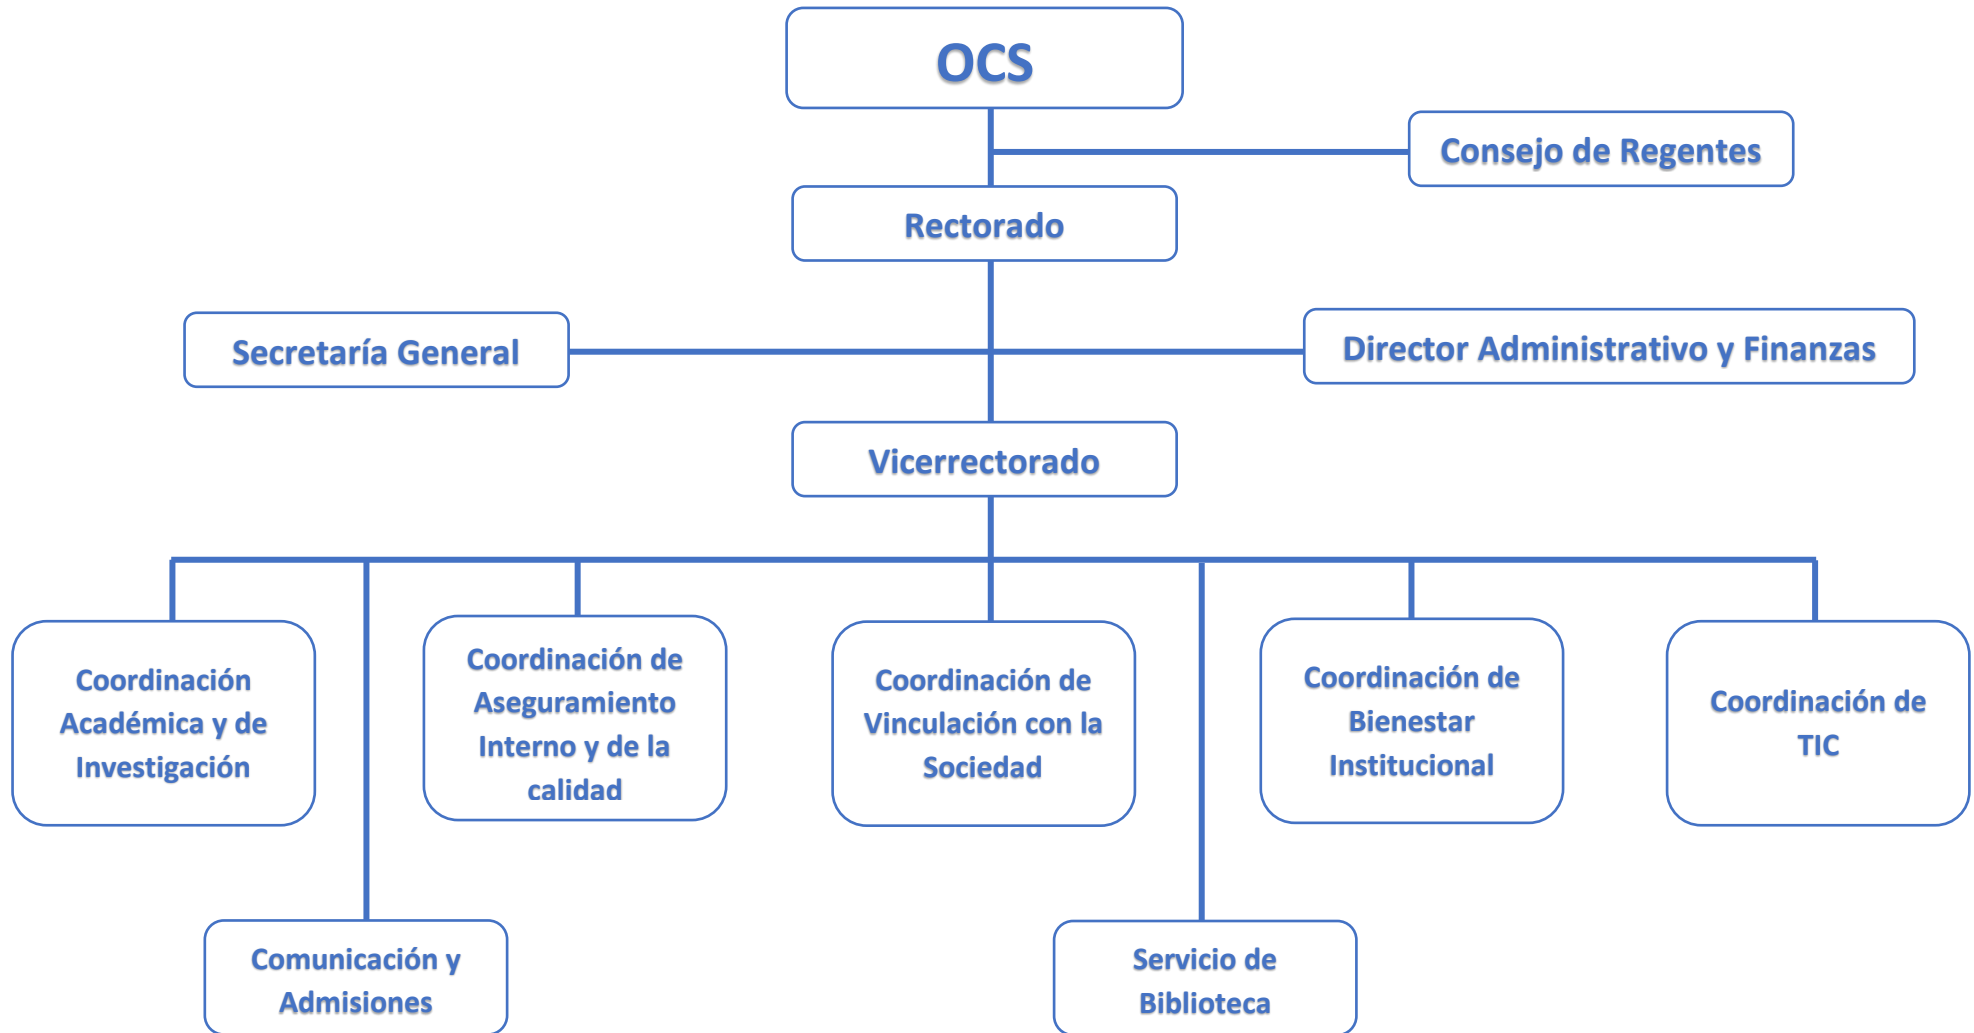 OCS
Consejo de Regentes
Rectorado
Secretaría General
Director Administrativo y Finanzas
Vicerrectorado
Coordinación
Académica y de
Investigación
Coordinación de
Aseguramiento
Interno y de la
calidad
Coordinación de
Vinculación con la
Sociedad
Coordinación de
Bienestar
Institucional
Coordinación de
TIC
Comunicación y
Admisiones
Servicio de
Biblioteca